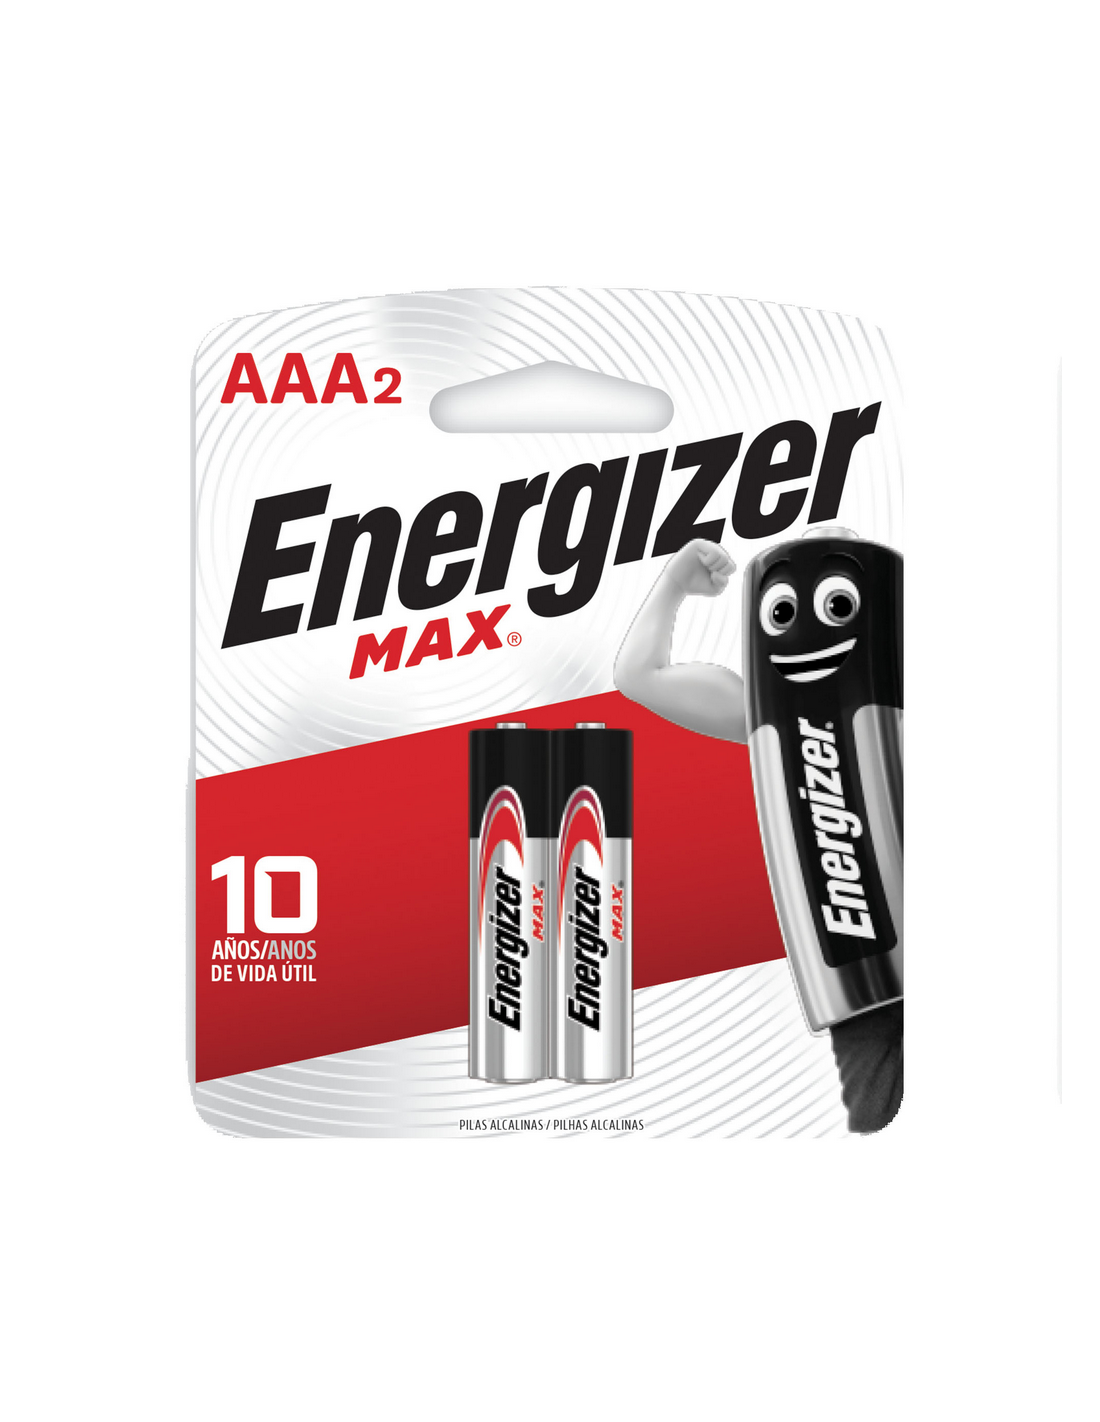 AAA2
Energizer
MAX®
Energizer®
Energizer
MAX®
Energizer
MAX®
10
AÑOS/ANOS
DE VIDA ÚTIL
PILAS ALCALINAS / PILHAS ALCALINAS